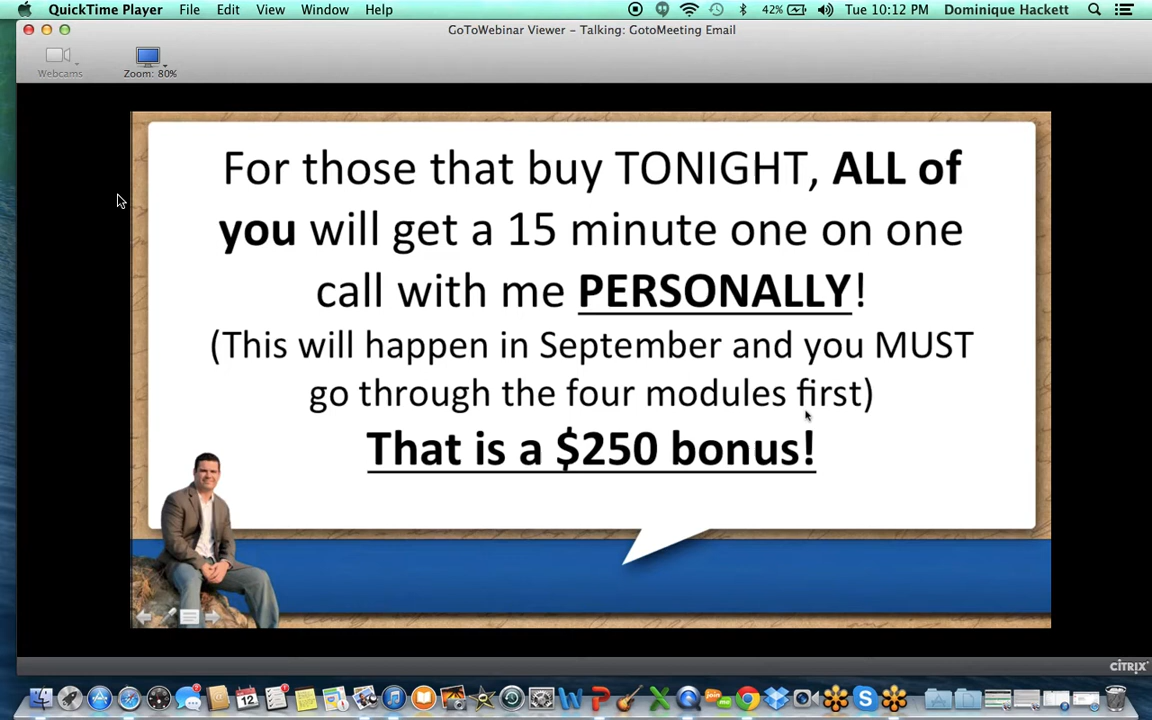 QuickTime Player File Edit View Window Help 42% Tue 10:12 PM Dominique Hackett
GoToWebinar Viewer - Talking: GotoMeeting Email
Webcams Zoom: 80%
For those that buy TONIGHT, ALL of
you will get a 15 minute one on one
call with me PERSONALLY!
(This will happen in September and you MUST
go through the four modules first)
That is a $250 bonus!
CITRIX
12